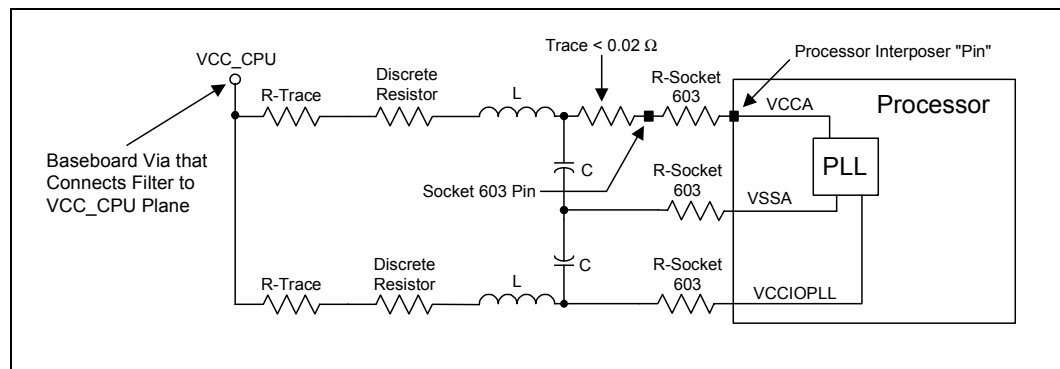 VCC_CPU
Trace < 0.02 Ω
Processor Interposer "Pin"
R-Trace
Discrete
Resistor
L
R-Socket
603
VCCA
Processor
Baseboard Via that
Connects Filter to
VCC_CPU Plane
C
Socket 603 Pin
R-Socket
603
VSSA
PLL
R-Trace
Discrete
Resistor
L
C
R-Socket
603
VCCIOPLL